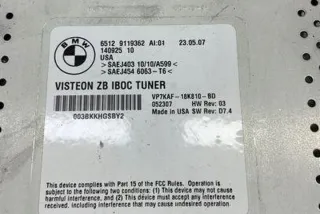 BMW
6512 9119362 AI:01 23.05.07
140925 10
USA
>SAEJ403 10/10/A599<
>SAEJ454 6063-T6<
VISTEON ZB IBOC TUNER
VP7KAF-18K810-BD
052307 HW Rev: 03
Made in USA SW Rev: D7.4
003BKKHGSBY2
This device complies with Part 15 of the FCC Rules.
Operation is subject to the following two conditions:
(1) This device may not cause harmful interference, and
(2) this device must accept any interference received,
including interference that may cause undesired operation.